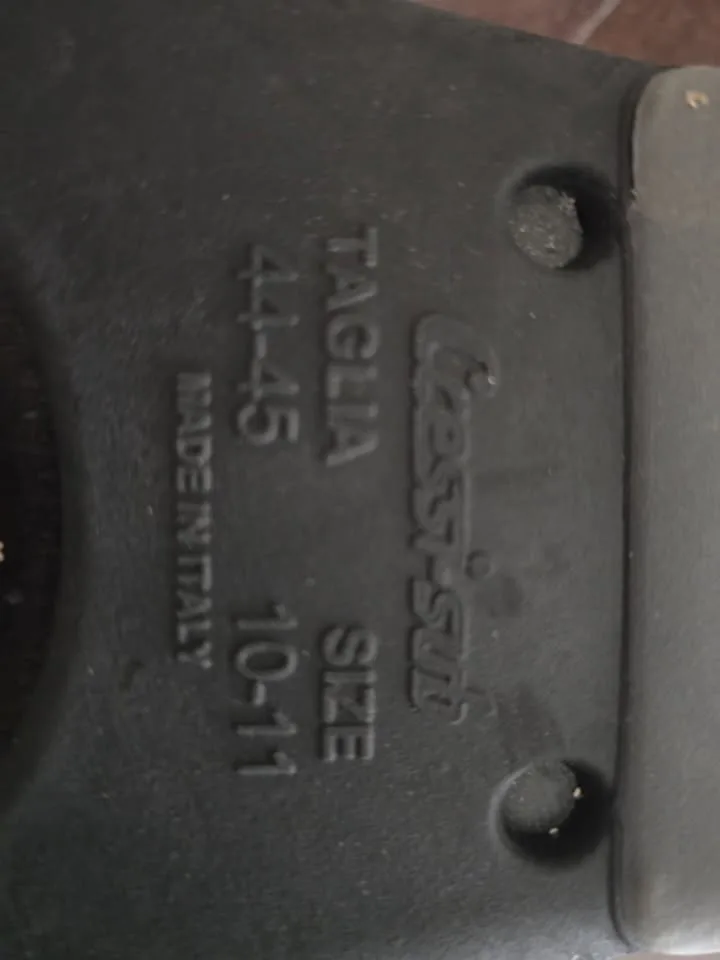 Cressi-sub
TAGLIA SIZE
44-45 10-11
MADE IN ITALY